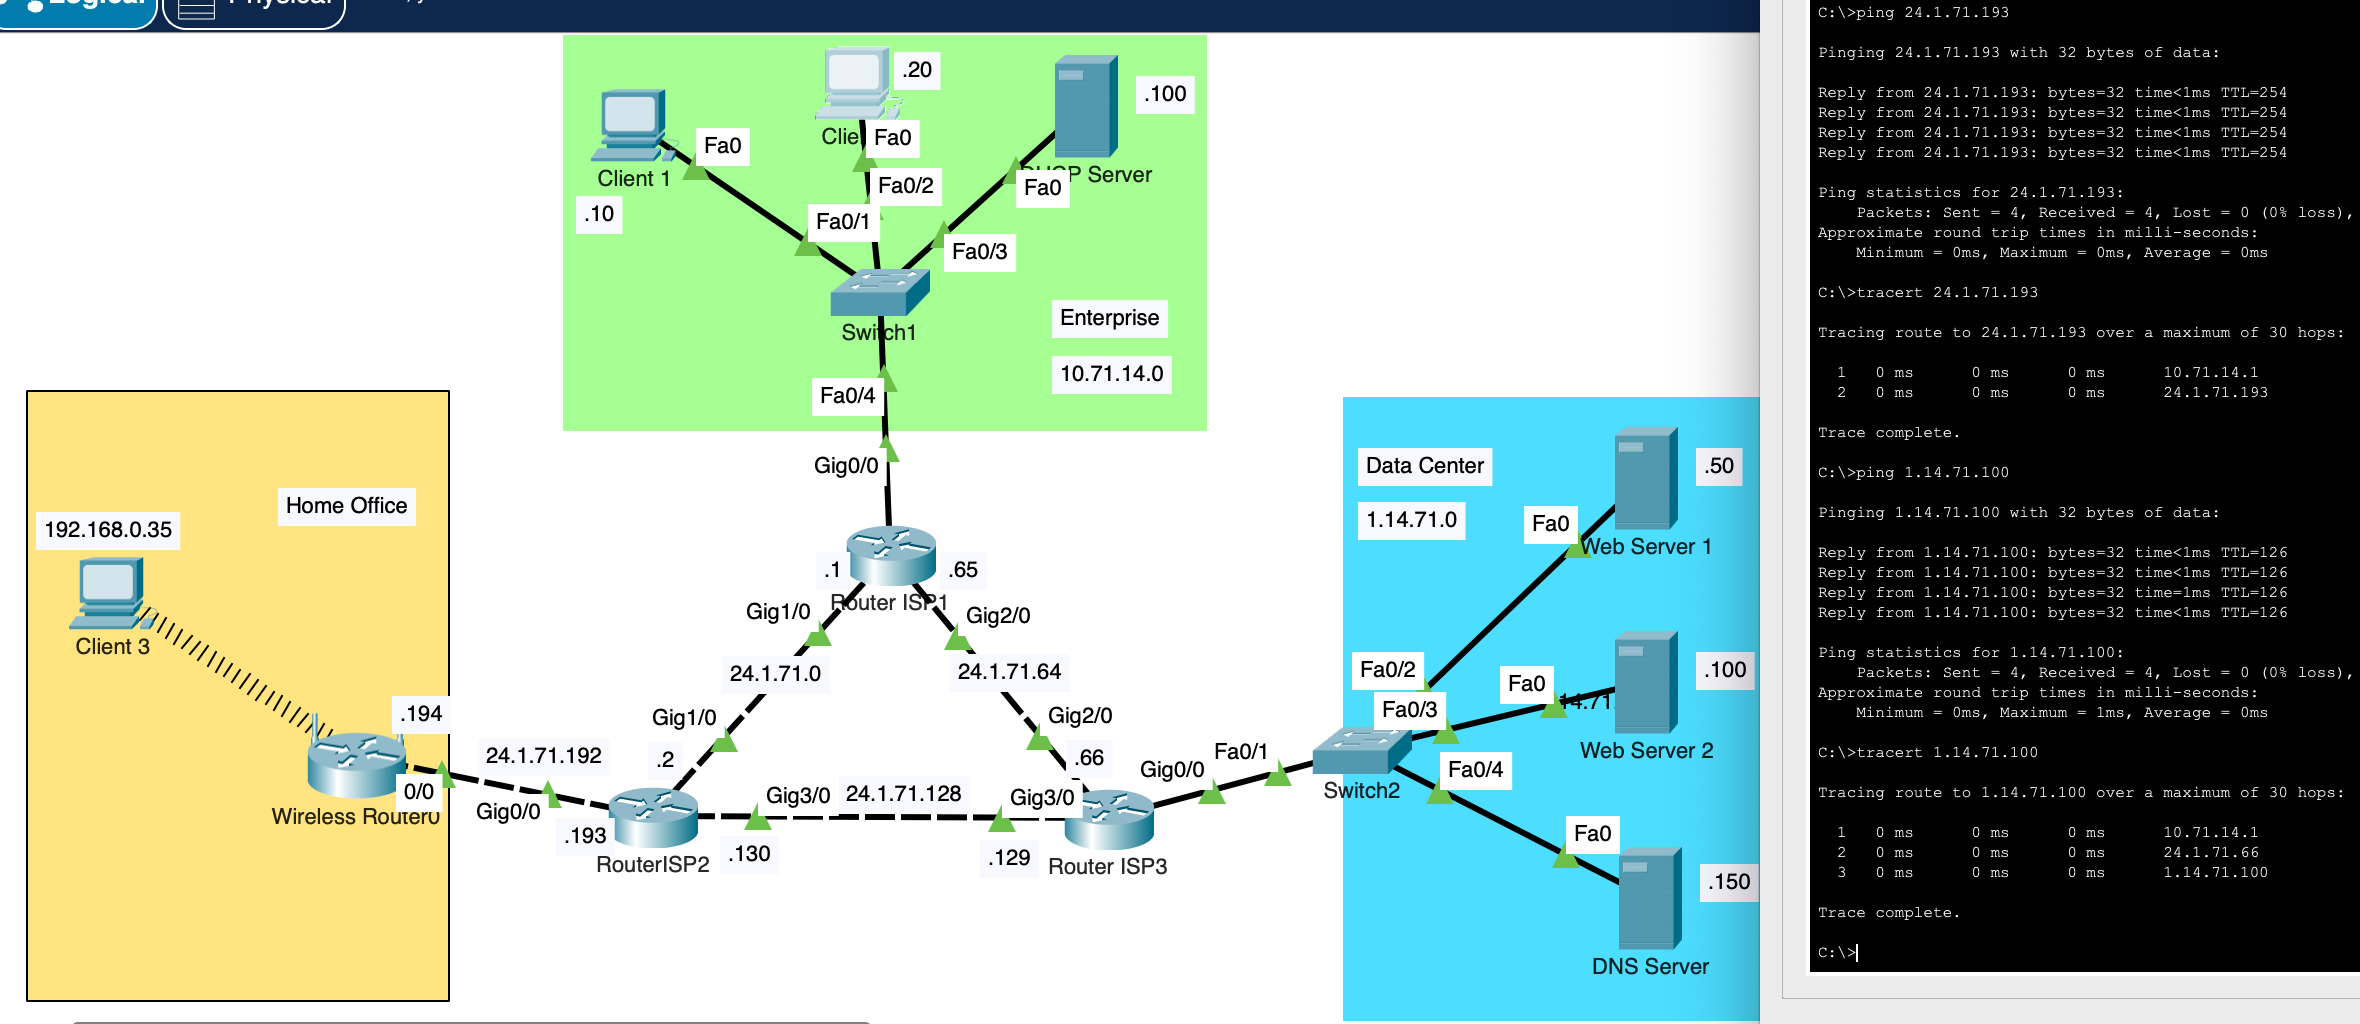 Logical
Physical
.20
.100
Client 1
Fa0
Fa0
.10
Fa0/2
Server
Fa0
Fa0/1
Fa0/3
Switch1
Enterprise
10.71.14.0
Fa0/4
Gig0/0
Home Office
192.168.0.35
Client 3
.1
.65
Router ISP1
Gig1/0
Gig2/0
24.1.71.0
24.1.71.64
.194
Gig1/0
Gig2/0
24.1.71.192
.2
.66
0/0
Gig0/0
Wireless Router0
.193
Gig3/0
24.1.71.128
Gig3/0
RouterISP2
.130
.129
Router ISP3
Gig0/0
Fa0/1
Data Center
1.14.71.0
.50
Fa0
Web Server 1
Fa0/2
Fa0
.100
Fa0/3
14.71.
Web Server 2
Switch2
Fa0/4
Fa0
.150
DNS Server
C:\>ping 24.1.71.193
Pinging 24.1.71.193 with 32 bytes of data:
Reply from 24.1.71.193: bytes=32 time<1ms TTL=254
Reply from 24.1.71.193: bytes=32 time<1ms TTL=254
Reply from 24.1.71.193: bytes=32 time<1ms TTL=254
Reply from 24.1.71.193: bytes=32 time<1ms TTL=254
Ping statistics for 24.1.71.193:
Packets: Sent = 4, Received = 4, Lost = 0 (0% loss),
Approximate round trip times in milli-seconds:
Minimum = 0ms, Maximum = 0ms, Average = 0ms
C:\>tracert 24.1.71.193
Tracing route to 24.1.71.193 over a maximum of 30 hops:
1 0 ms 0 ms 0 ms 10.71.14.1
2 0 ms 0 ms 0 ms 24.1.71.193
Trace complete.
C:\>ping 1.14.71.100
Pinging 1.14.71.100 with 32 bytes of data:
Reply from 1.14.71.100: bytes=32 time<1ms TTL=126
Reply from 1.14.71.100: bytes=32 time<1ms TTL=126
Reply from 1.14.71.100: bytes=32 time=1ms TTL=126
Reply from 1.14.71.100: bytes=32 time<1ms TTL=126
Ping statistics for 1.14.71.100:
Packets: Sent = 4, Received = 4, Lost = 0 (0% loss),
Approximate round trip times in milli-seconds:
Minimum = 0ms, Maximum = 1ms, Average = 0ms
C:\>tracert 1.14.71.100
Tracing route to 1.14.71.100 over a maximum of 30 hops:
1 0 ms 0 ms 0 ms 10.71.14.1
2 0 ms 0 ms 0 ms 24.1.71.66
3 0 ms 0 ms 0 ms 1.14.71.100
Trace complete.
C:\>